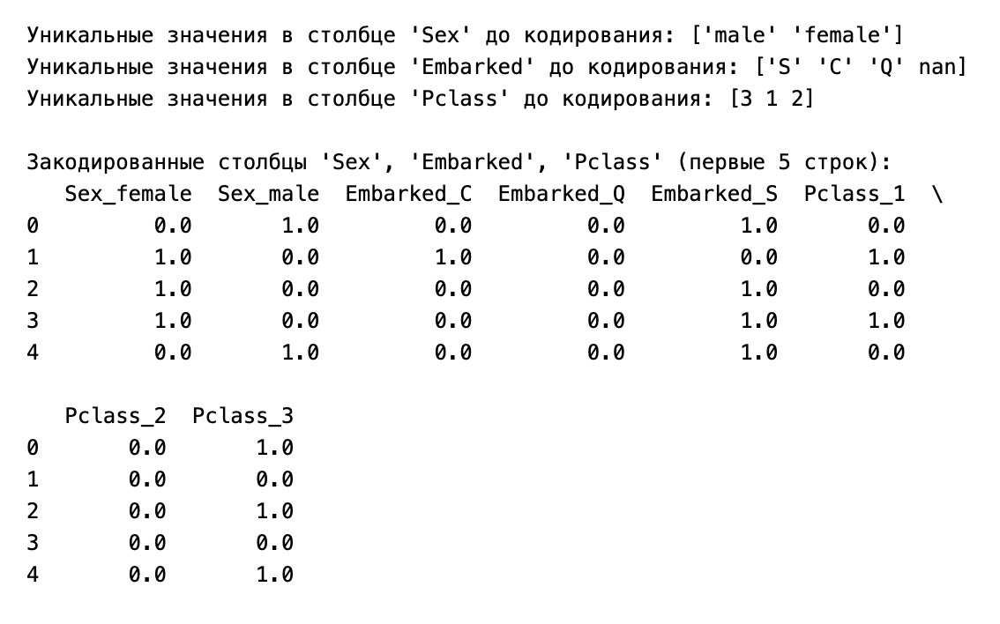 Уникальные значения в столбце 'Sex' до кодирования: ['male' 'female']
Уникальные значения в столбце 'Embarked' до кодирования: ['S' 'C' 'Q' nan]
Уникальные значения в столбце 'Pclass' до кодирования: [3 1 2]

Закодированные столбцы 'Sex', 'Embarked', 'Pclass' (первые 5 строк):
   Sex_female  Sex_male  Embarked_C  Embarked_Q  Embarked_S  Pclass_1  \
0         0.0       1.0         0.0         0.0         1.0       0.0
1         1.0       0.0         1.0         0.0         0.0       1.0
2         1.0       0.0         0.0         0.0         1.0       0.0
3         1.0       0.0         0.0         0.0         1.0       1.0
4         0.0       1.0         0.0         0.0         1.0       0.0

   Pclass_2  Pclass_3
0       0.0       1.0
1       0.0       0.0
2       0.0       1.0
3       0.0       0.0
4       0.0       1.0